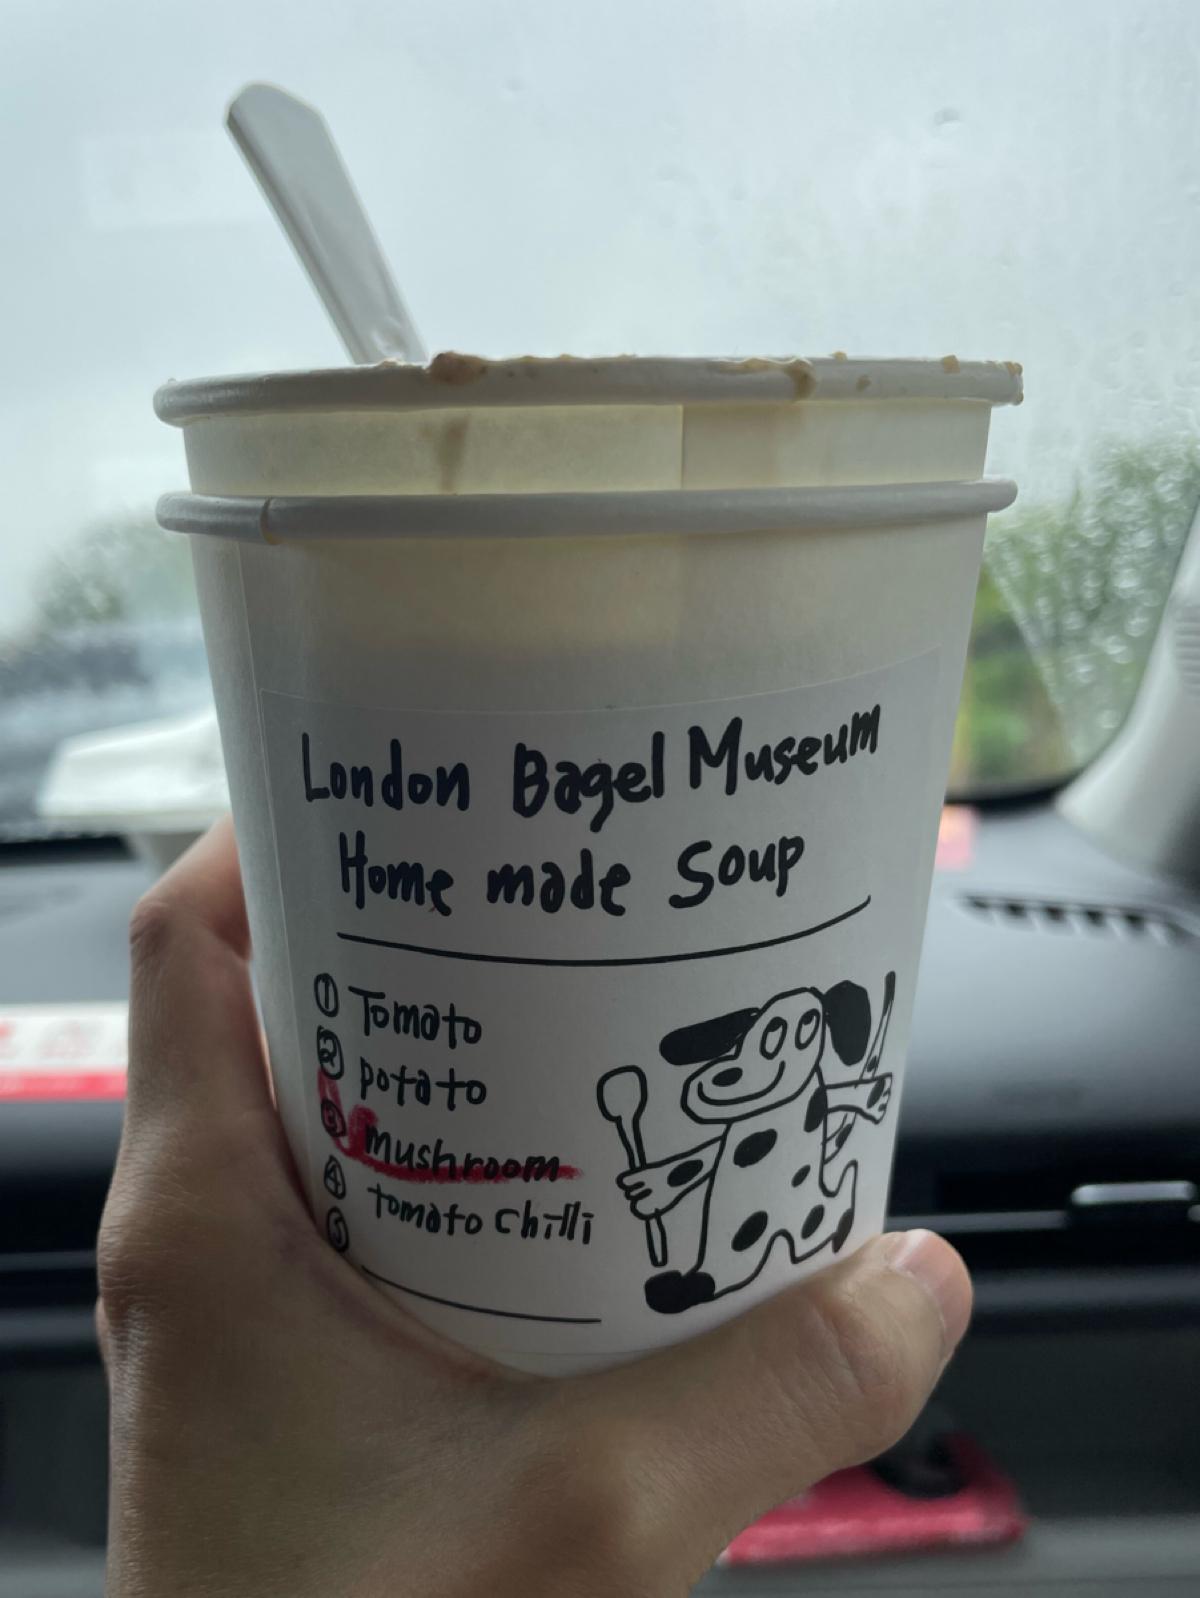 London Bagel Museum
Home made Soup
① Tomato
② potato
③ mushroom
④ tomato chilli
⑤